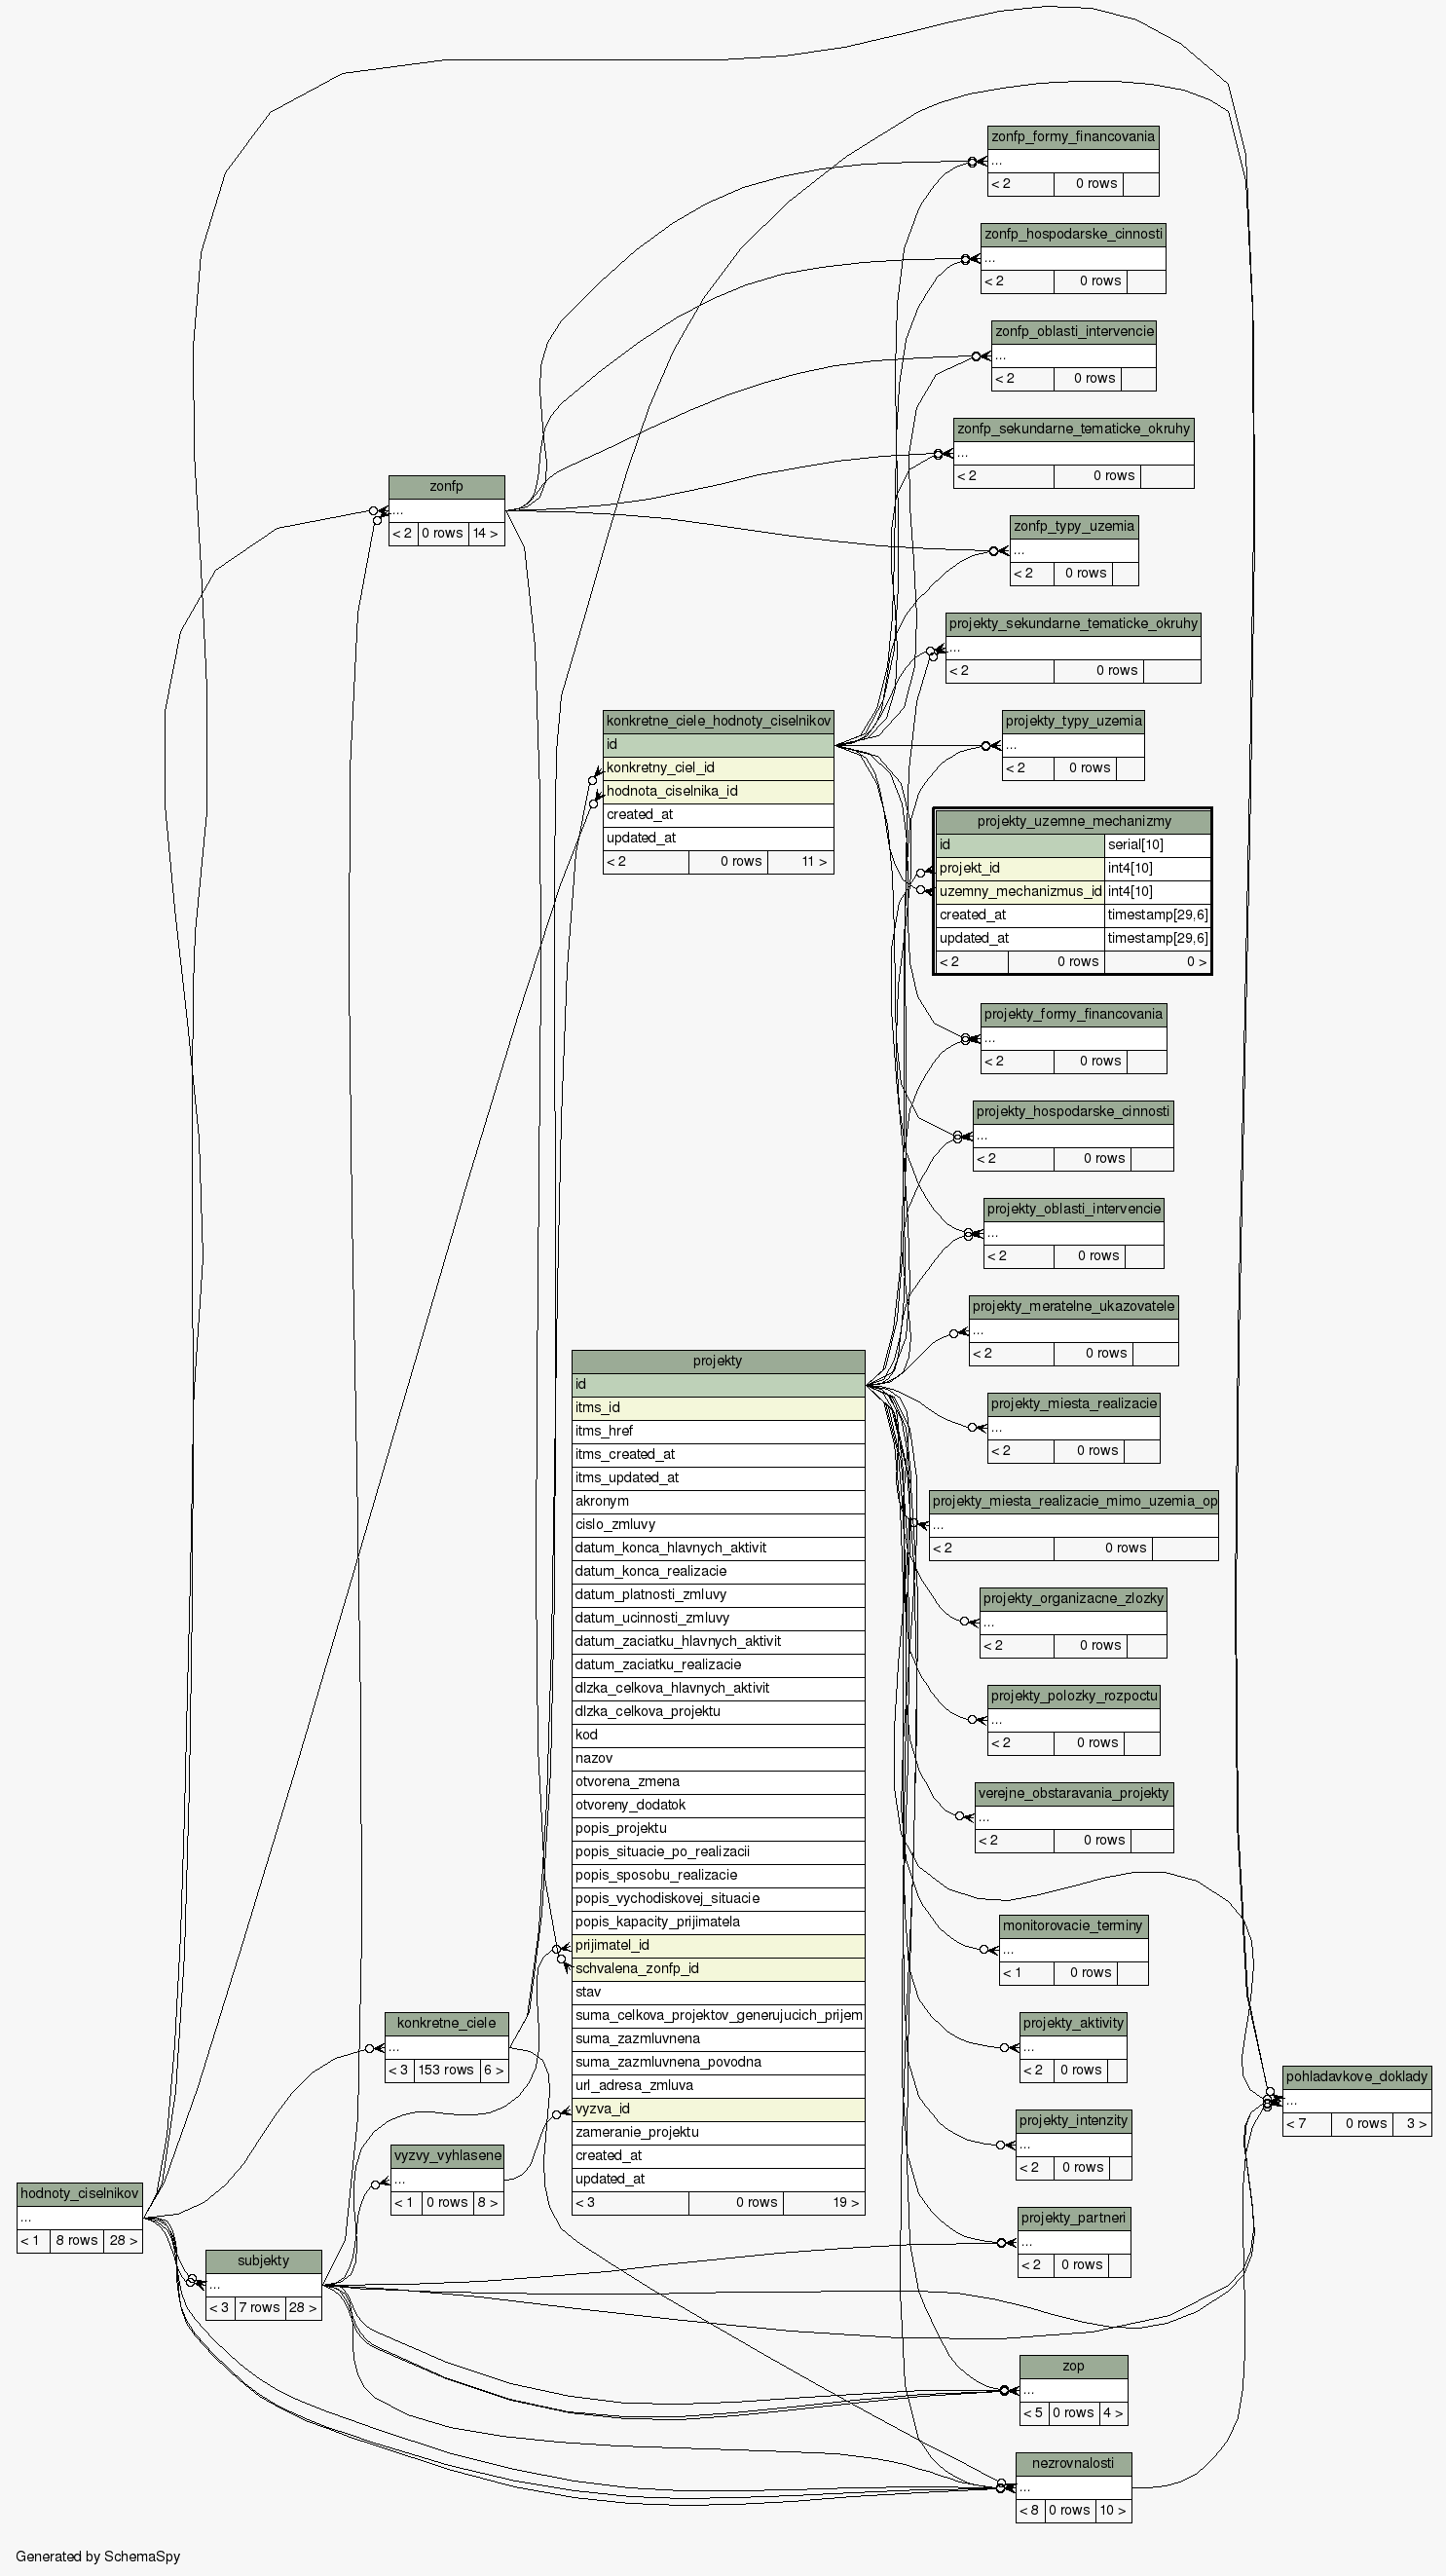 zonfp_formy_financovania
...
< 2 0 rows
zonfp_hospodarske_cinnosti
...
< 2 0 rows
zonfp_oblasti_intervencie
...
< 2 0 rows
zonfp_sekundarne_tematicke_okruhy
...
< 2 0 rows
zonfp
...
< 2 0 rows 14 >
zonfp_typy_uzemia
...
< 2 0 rows
projekty_sekundarne_tematicke_okruhy
...
< 2 0 rows
konkretne_ciele_hodnoty_ciselnikov
id
konkretny_ciel_id
hodnota_ciselnika_id
created_at
updated_at
< 2 0 rows 11 >
projekty_typy_uzemia
...
< 2 0 rows
projekty_uzemne_mechanizmy
id serial[10]
projekt_id int4[10]
uzemny_mechanizmus_id int4[10]
created_at timestamp[29,6]
updated_at timestamp[29,6]
< 2 0 rows 0 >
projekty_formy_financovania
...
< 2 0 rows
projekty_hospodarske_cinnosti
...
< 2 0 rows
projekty_oblasti_intervencie
...
< 2 0 rows
projekty_meratelne_ukazovatele
...
< 2 0 rows
projekty_miesta_realizacie
...
< 2 0 rows
projekty_miesta_realizacie_mimo_uzemia_op
...
< 2 0 rows
projekty_organizacne_zlozky
...
< 2 0 rows
projekty_polozky_rozpoctu
...
< 2 0 rows
verejne_obstaravania_projekty
...
< 2 0 rows
projekty
id
itms_id
itms_href
itms_created_at
itms_updated_at
akronym
cislo_zmluvy
datum_konca_hlavnych_aktivit
datum_konca_realizacie
datum_platnosti_zmluvy
datum_ucinnosti_zmluvy
datum_zaciatku_hlavnych_aktivit
datum_zaciatku_realizacie
dlzka_celkova_hlavnych_aktivit
dlzka_celkova_projektu
kod
nazov
otvorena_zmena
otvoreny_dodatok
popis_projektu
popis_situacie_po_realizacii
popis_sposobu_realizacie
popis_vychodiskovej_situacie
popis_kapacity_prijimatela
prijimatel_id
schvalena_zonfp_id
stav
suma_celkova_projektov_generujucich_prijem
suma_zazmluvnena
suma_zazmluvnena_povodna
url_adresa_zmluva
vyzva_id
zameranie_projektu
created_at
updated_at
< 3 0 rows 19 >
monitorovacie_terminy
...
< 1 0 rows
konkretne_ciele
...
< 3 153 rows 6 >
projekty_aktivity
...
< 2 0 rows
pohladavkove_doklady
...
< 7 0 rows 3 >
projekty_intenzity
...
< 2 0 rows
vyzvy_vyhlasene
...
< 1 0 rows 8 >
hodnoty_ciselnikov
...
< 1 8 rows 28 >
projekty_partneri
...
< 2 0 rows
subjekty
...
< 3 7 rows 28 >
zop
...
< 5 0 rows 4 >
nezrovnalosti
...
< 8 0 rows 10 >
Generated by SchemaSpy